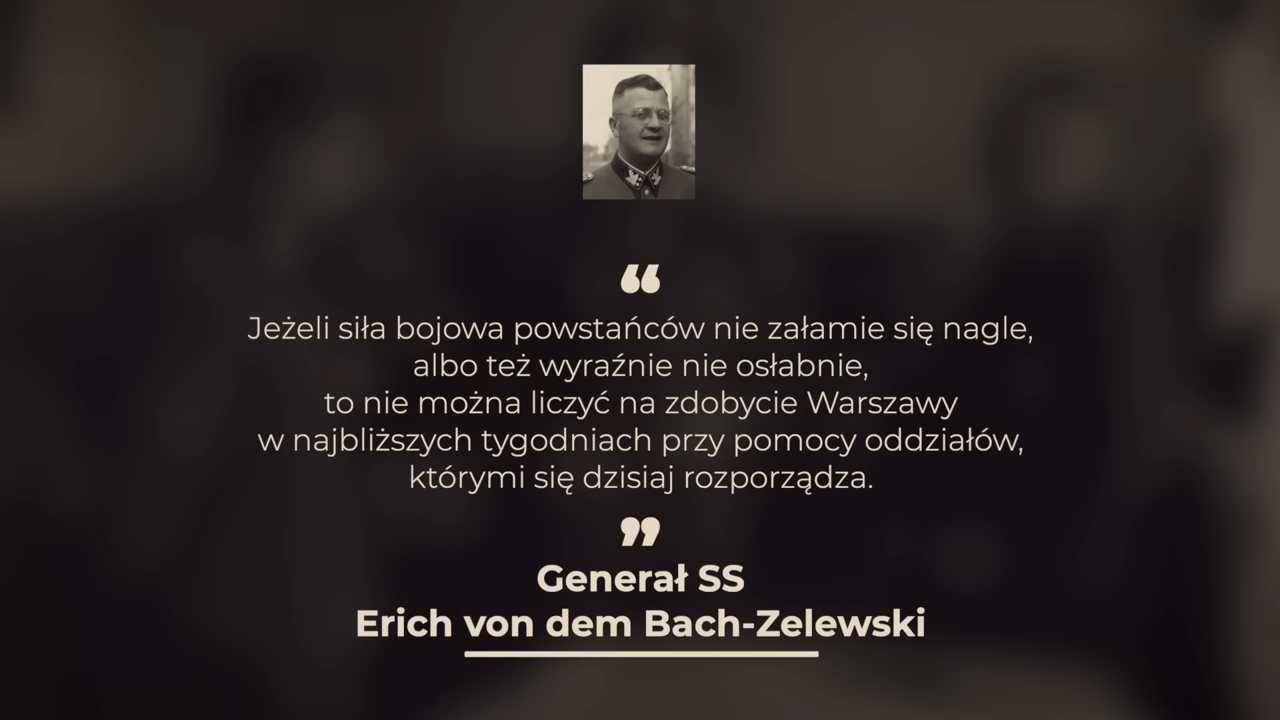 “
Jeżeli siła bojowa powstańców nie załamie się nagle,
albo też wyraźnie nie osłabnie,
to nie można liczyć na zdobycie Warszawy
w najbliższych tygodniach przy pomocy oddziałów,
którymi się dzisiaj rozporządza.
”
Generał SS
Erich von dem Bach-Zelewski